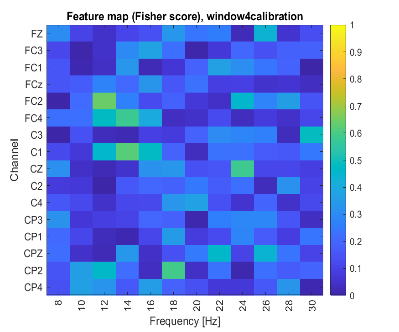 Feature map (Fisher score), window4calibration
FZ
FC3
FC1
FCz
FC2
FC4
C3
C1
CZ
C2
C4
CP3
CP1
CPZ
CP2
CP4
Channel
8 10 12 14 16 18 20 22 24 26 28 30
Frequency [Hz]
1
0.9
0.8
0.7
0.6
0.5
0.4
0.3
0.2
0.1
0